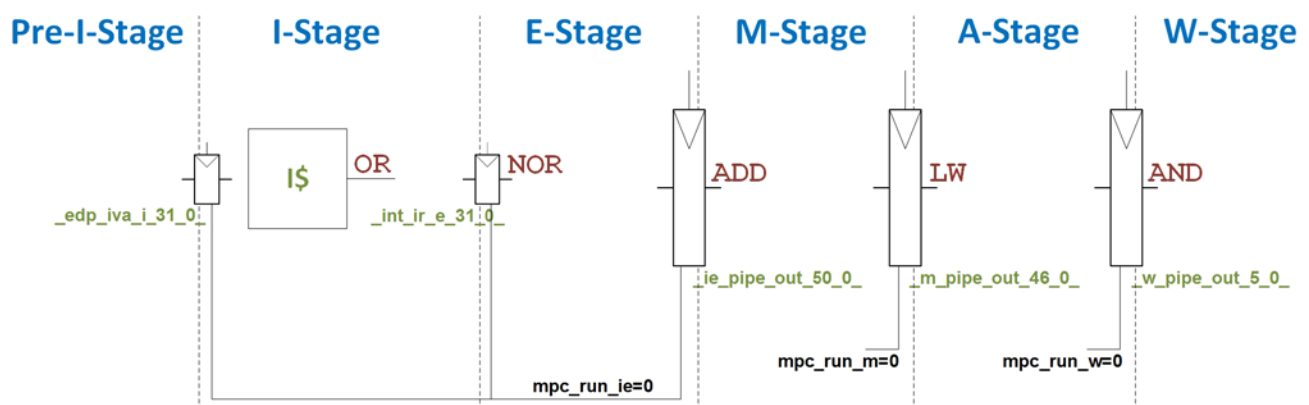 Pre-I-Stage I-Stage E-Stage M-Stage A-Stage W-Stage
I$ OR NOR ADD LW AND
_edp_iva_i_31_0_ _int_ir_e_31_0_
_ie_pipe_out_50_0_ _m_pipe_out_46_0_ _w_pipe_out_5_0_
mpc_run_m=0 mpc_run_w=0
mpc_run_ie=0